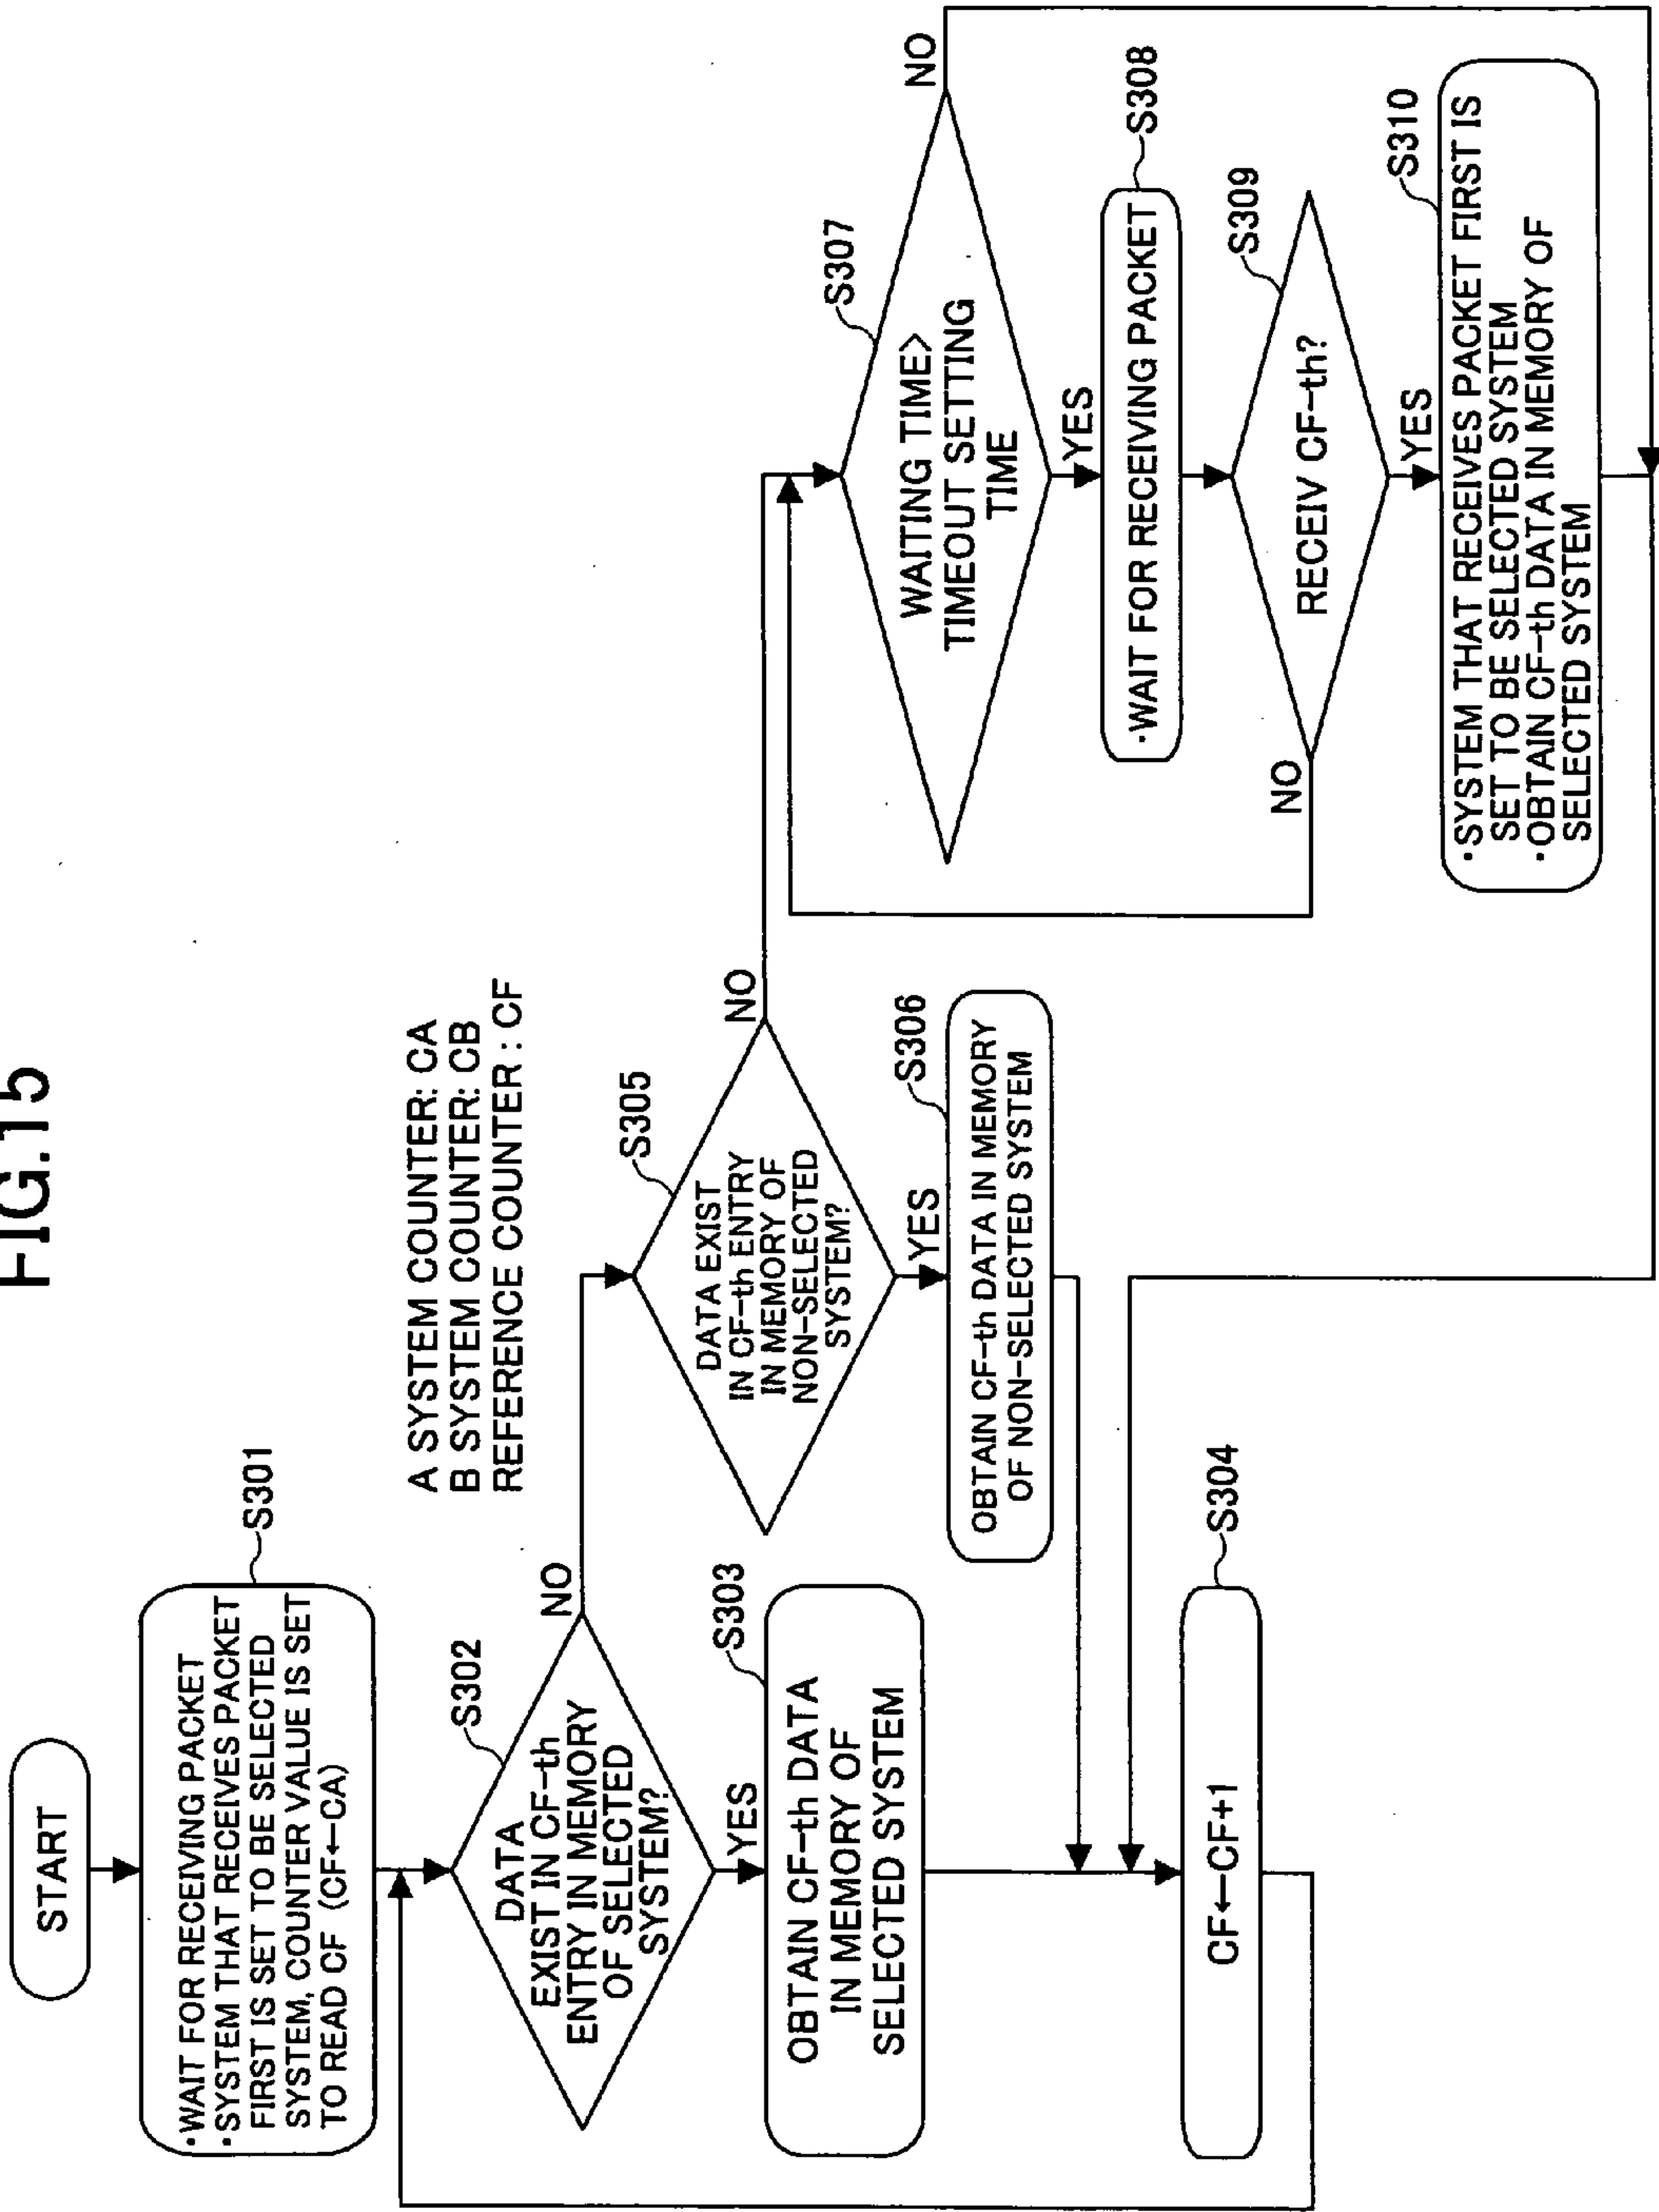 FIG.15
START
·WAIT FOR RECEIVING PACKET
·SYSTEM THAT RECEIVES PACKET
FIRST IS SET TO BE SELECTED
SYSTEM, COUNTER VALUE IS SET
TO READ CF (CF←CA)
S301
A SYSTEM COUNTER: CA
B SYSTEM COUNTER: CB
REFERENCE COUNTER : CF
DATA
EXIST IN CF-th
ENTRY IN MEMORY
OF SELECTED
SYSTEM?
S302
NO
YES
OBTAIN CF-th DATA
IN MEMORY OF
SELECTED SYSTEM
S303
CF←CF+1
S304
DATA EXIST
IN CF-th ENTRY
IN MEMORY OF
NON-SELECTED
SYSTEM?
S305
NO
YES
OBTAIN CF-th DATA IN MEMORY
OF NON-SELECTED SYSTEM
S306
WAITING TIME>
TIMEOUT SETTING
TIME
S307
NO
YES
·WAIT FOR RECEIVING PACKET
S308
RECEIV CF-th?
S309
NO
YES
·SYSTEM THAT RECEIVES PACKET FIRST IS
SET TO BE SELECTED SYSTEM
·OBTAIN CF-th DATA IN MEMORY OF
SELECTED SYSTEM
S310